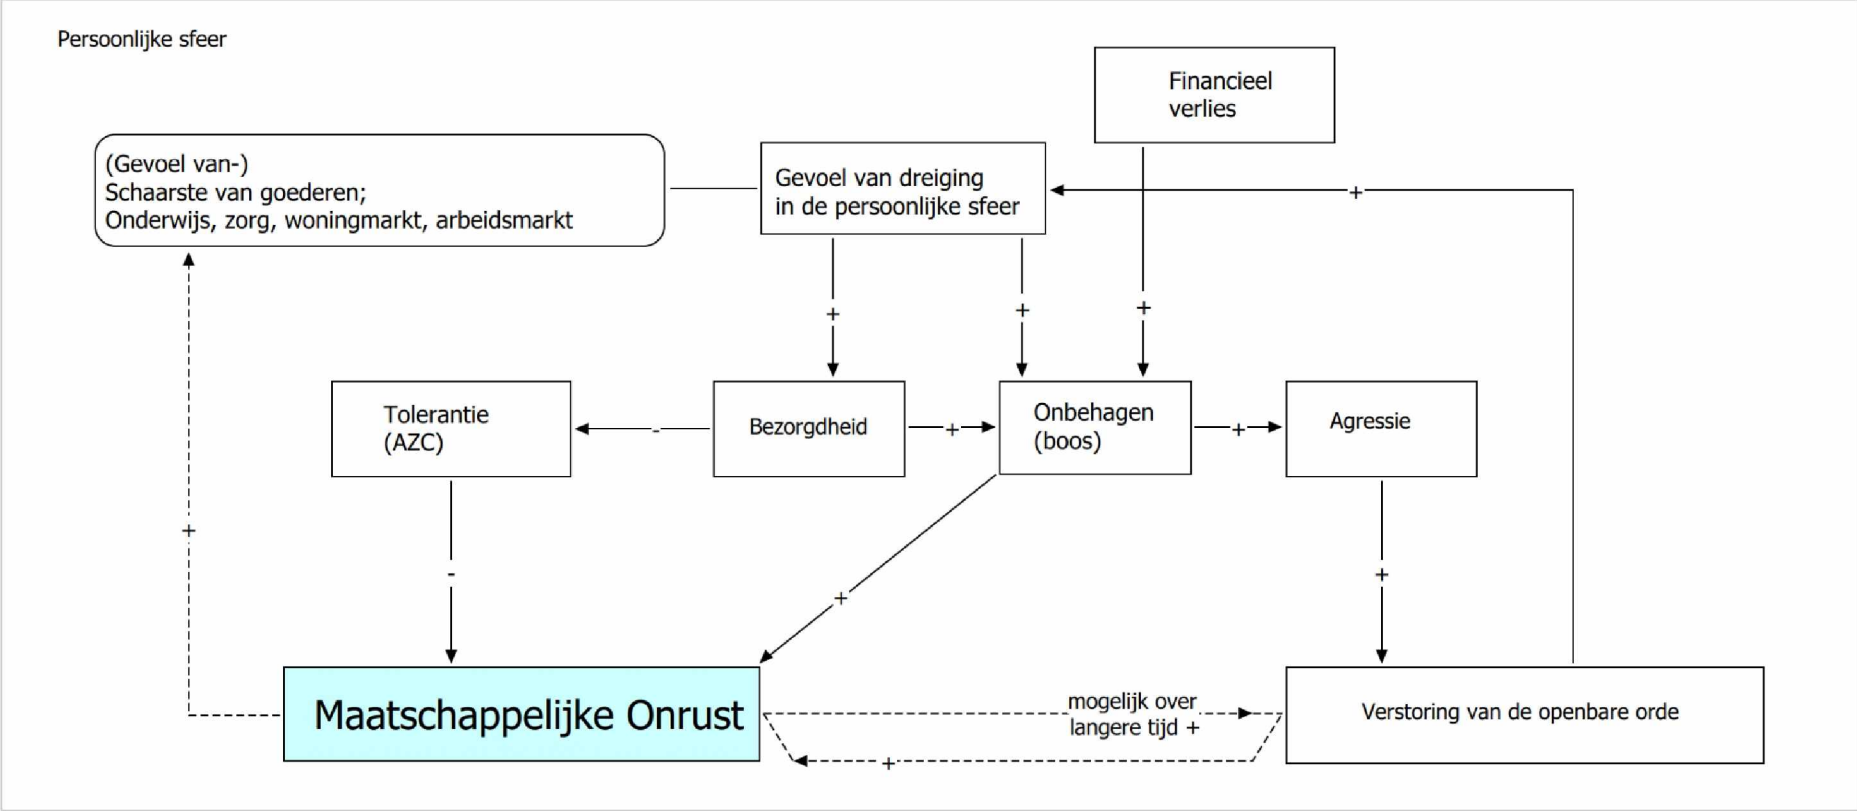 Persoonlijke sfeer
Financieel
verlies
(Gevoel van-)
Schaarste van goederen;
Onderwijs, zorg, woningmarkt, arbeidsmarkt
Gevoel van dreiging
in de persoonlijke sfeer
+
+
+
+
Tolerantie
(AZC)
-
Bezorgdheid
+
Onbehagen
(boos)
+
Agressie
+
-
+
+
Maatschappelijke Onrust
mogelijk over
langere tijd +
+
Verstoring van de openbare orde